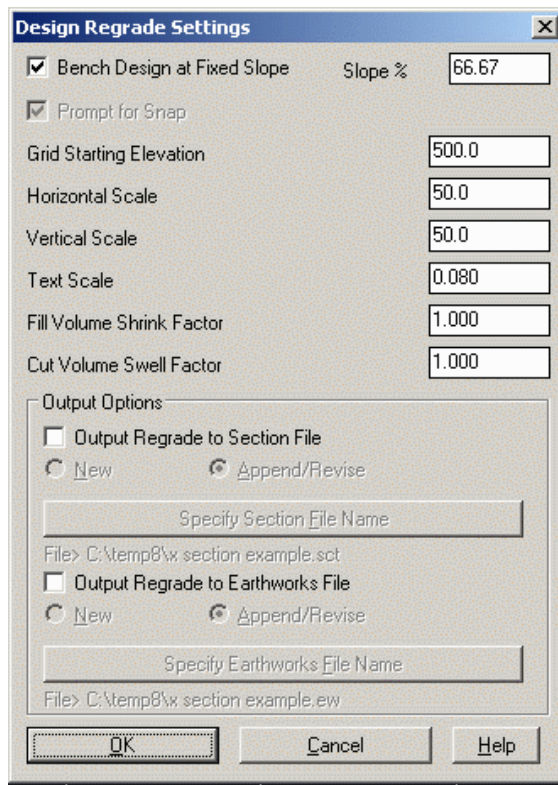 Design Regrade Settings
Bench Design at Fixed Slope Slope % 66.67
Prompt for Snap
Grid Starting Elevation 500.0
Horizontal Scale 50.0
Vertical Scale 50.0
Text Scale 0.080
Fill Volume Shrink Factor 1.000
Cut Volume Swell Factor 1.000
Output Options
Output Regrade to Section File
New Append/Revise
Specify Section File Name
File> C:\temp8\x section example.sct
Output Regrade to Earthworks File
New Append/Revise
Specify Earthworks File Name
File> C:\temp8\x section example.ew
OK Cancel Help